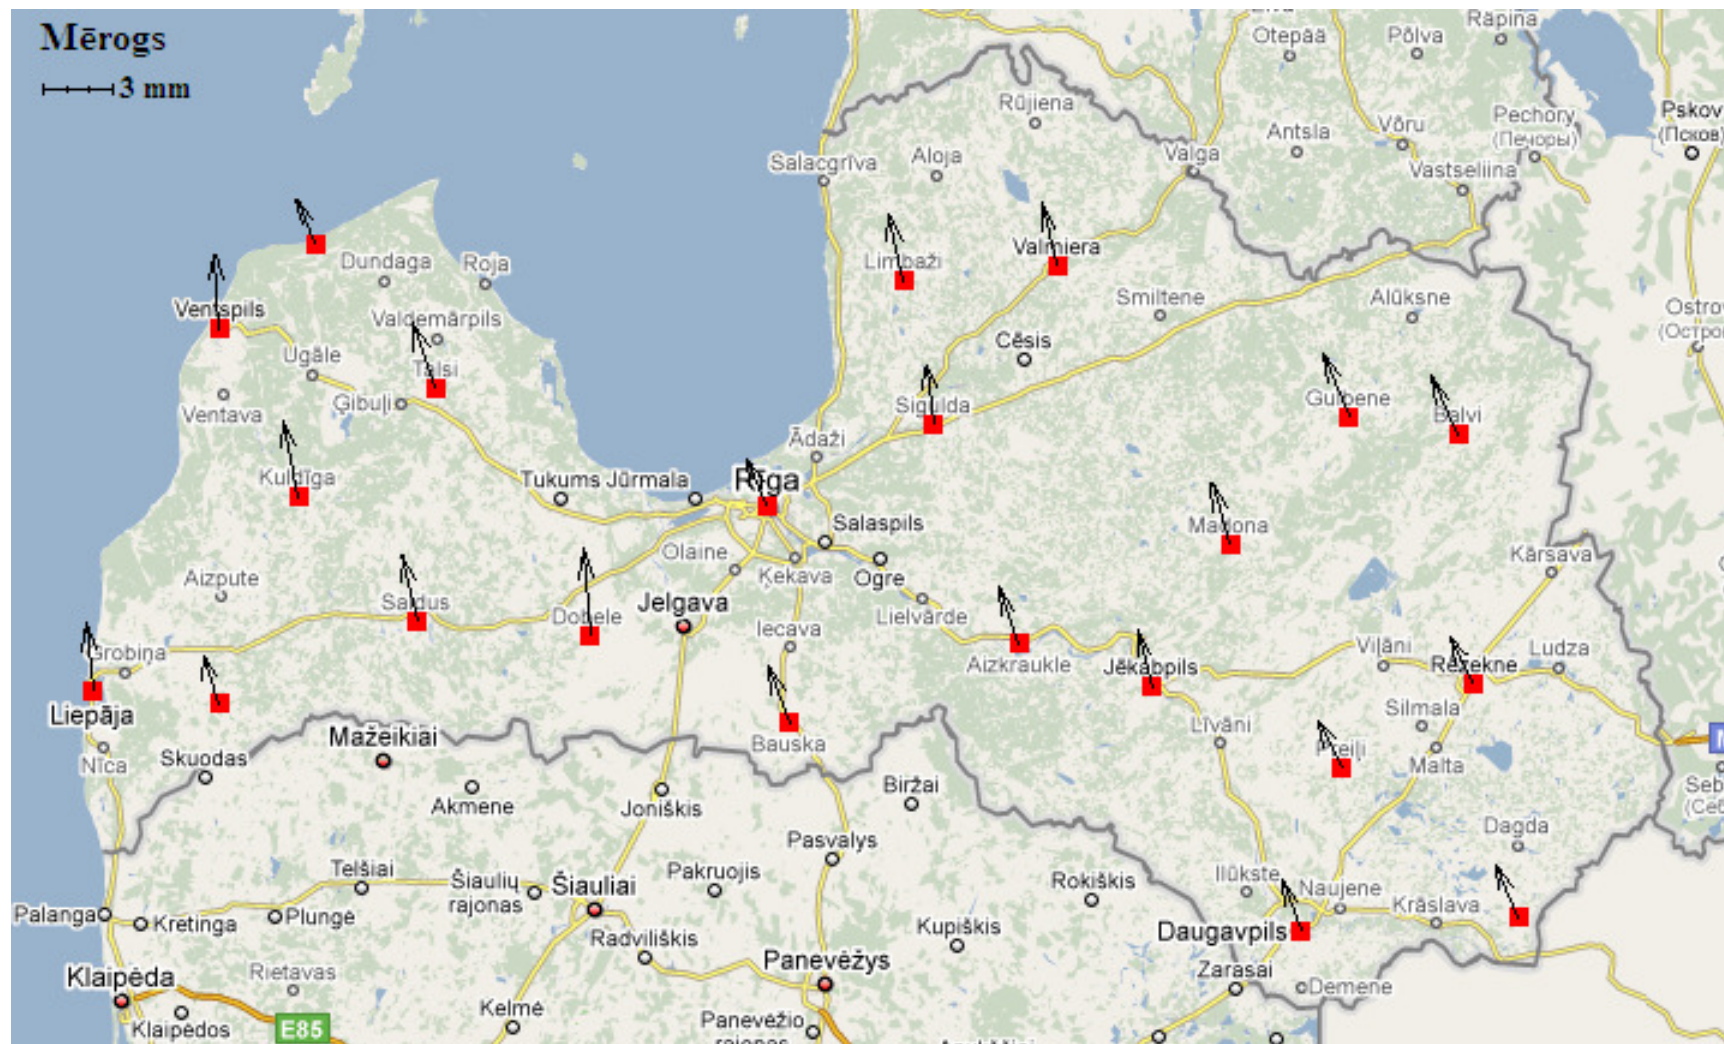 Mērogs
3 mm
Otepää
Põlva
Räpina
Rūjiena
Antsla
Võru
Pechory
(Печоры)
Pskov
(Псков)
Salacgrīva
Aloja
Valga
Vastseliina
Limbaži
Valmiera
Dundaga
Roja
Ventspils
Valdemārpils
Smiltene
Alūksne
Ostrov
Ugāle
Talsi
Cēsis
Ventava
Ģibuļi
Sigulda
Gulbene
Balvi
Ādaži
Kuldīga
Tukums
Jūrmala
Rīga
Salaspils
Madona
Olaine
Ķekava
Ogre
Kārsava
Aizpute
Saldus
Dobele
Jelgava
Iecava
Lielvārde
Grobiņa
Aizkraukle
Jēkabpils
Viļāni
Rēzekne
Ludza
Liepāja
Nīca
Skuodas
Mažeikiai
Bauska
Līvāni
Silmala
Preiļi
Malta
Akmene
Joniškis
Biržai
Dagda
Pasvalys
Telšiai
Šiaulių
rajonas
Šiauliai
Pakruojis
Rokiškis
Ilūkste
Naujene
Krāslava
Palanga
Kretinga
Plungė
Radviliškis
Kupiškis
Daugavpils
Klaipėda
Rietavas
Panevėžys
Zarasai
Demene
Klaipėdos
E85
Kelmė
Panevėžio
rajonas